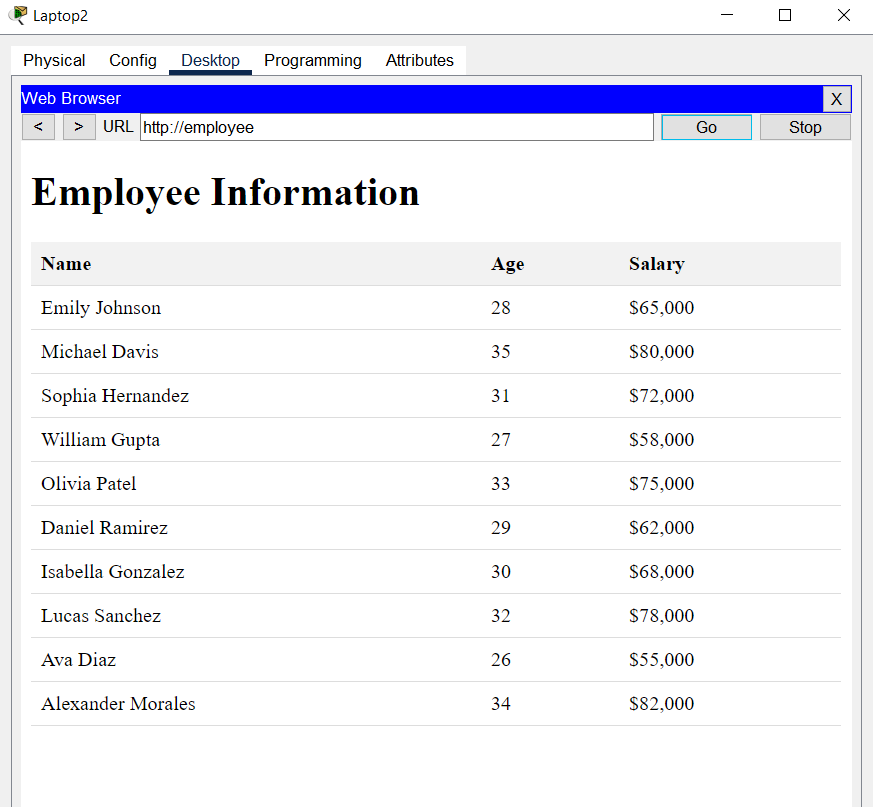 Laptop2
Physical Config Desktop Programming Attributes
Web Browser X
< > URL http://employee Go Stop
Employee Information
Name Age Salary
Emily Johnson 28 $65,000
Michael Davis 35 $80,000
Sophia Hernandez 31 $72,000
William Gupta 27 $58,000
Olivia Patel 33 $75,000
Daniel Ramirez 29 $62,000
Isabella Gonzalez 30 $68,000
Lucas Sanchez 32 $78,000
Ava Diaz 26 $55,000
Alexander Morales 34 $82,000